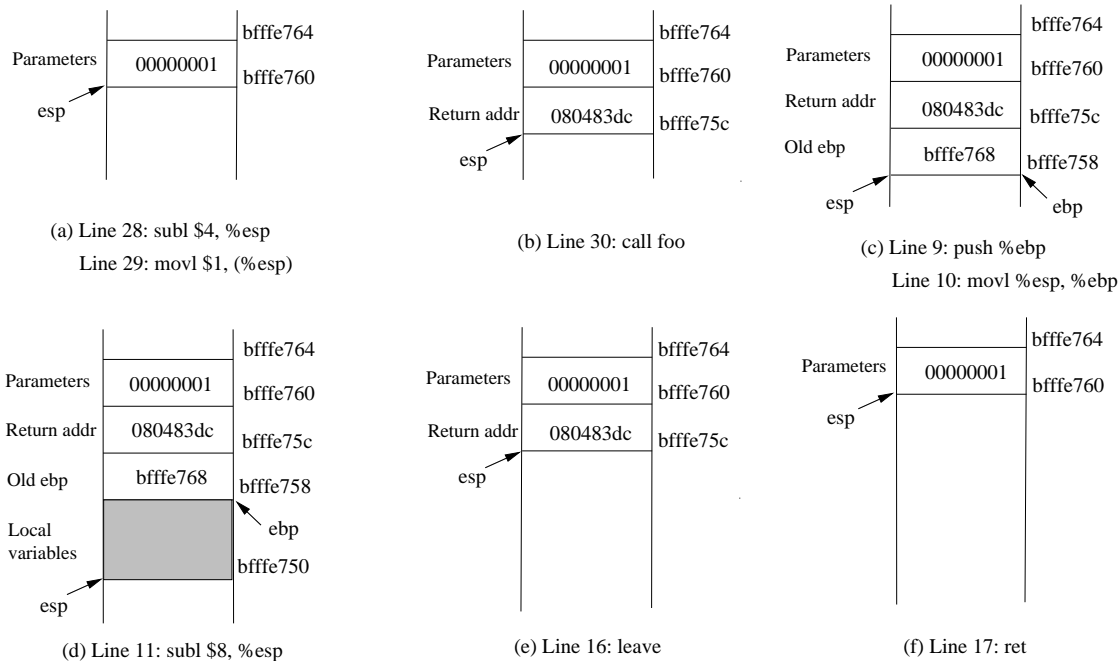 bfffe764
Parameters
00000001
bfffe760
esp
(a) Line 28: subl $4, %esp
Line 29: movl $1, (%esp)
bfffe764
Parameters
00000001
bfffe760
Return addr
080483dc
bfffe75c
esp
(b) Line 30: call foo
bfffe764
Parameters
00000001
bfffe760
Return addr
080483dc
bfffe75c
Old ebp
bfffe768
bfffe758
esp
ebp
(c) Line 9: push %ebp
Line 10: movl %esp, %ebp
bfffe764
Parameters
00000001
bfffe760
Return addr
080483dc
bfffe75c
Old ebp
bfffe768
bfffe758
ebp
Local
variables
bfffe750
esp
(d) Line 11: subl $8, %esp
bfffe764
Parameters
00000001
bfffe760
Return addr
080483dc
bfffe75c
esp
(e) Line 16: leave
bfffe764
Parameters
00000001
bfffe760
esp
(f) Line 17: ret